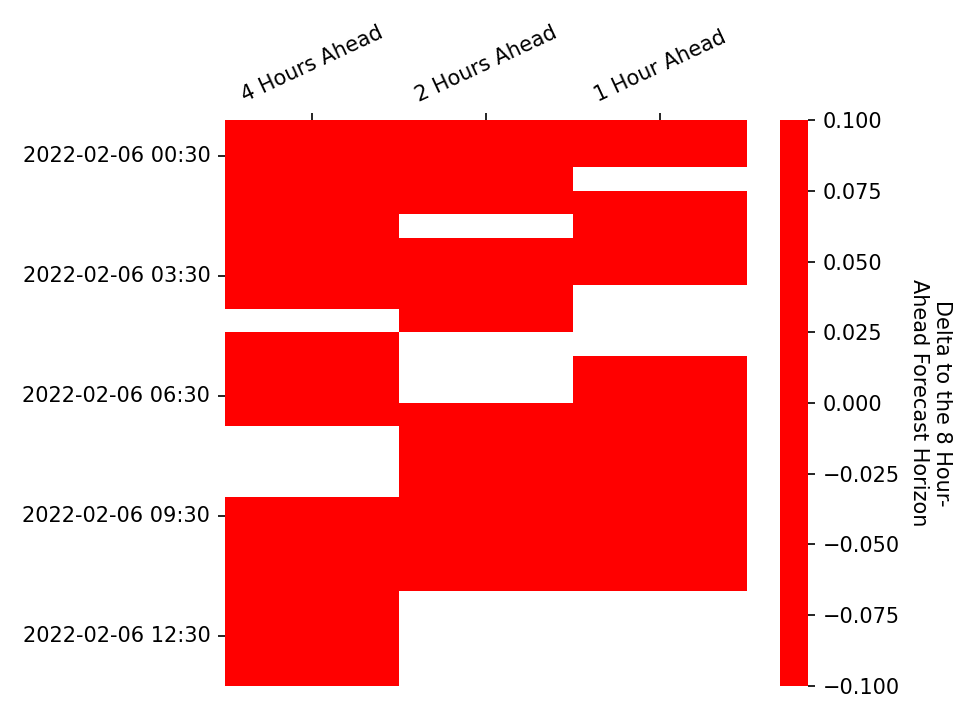 4 Hours Ahead
2 Hours Ahead
1 Hour Ahead
2022-02-06 00:30
2022-02-06 03:30
2022-02-06 06:30
2022-02-06 09:30
2022-02-06 12:30
0.100
0.075
0.050
0.025
0.000
−0.025
−0.050
−0.075
−0.100
Delta to the 8 Hour-
Ahead Forecast Horizon